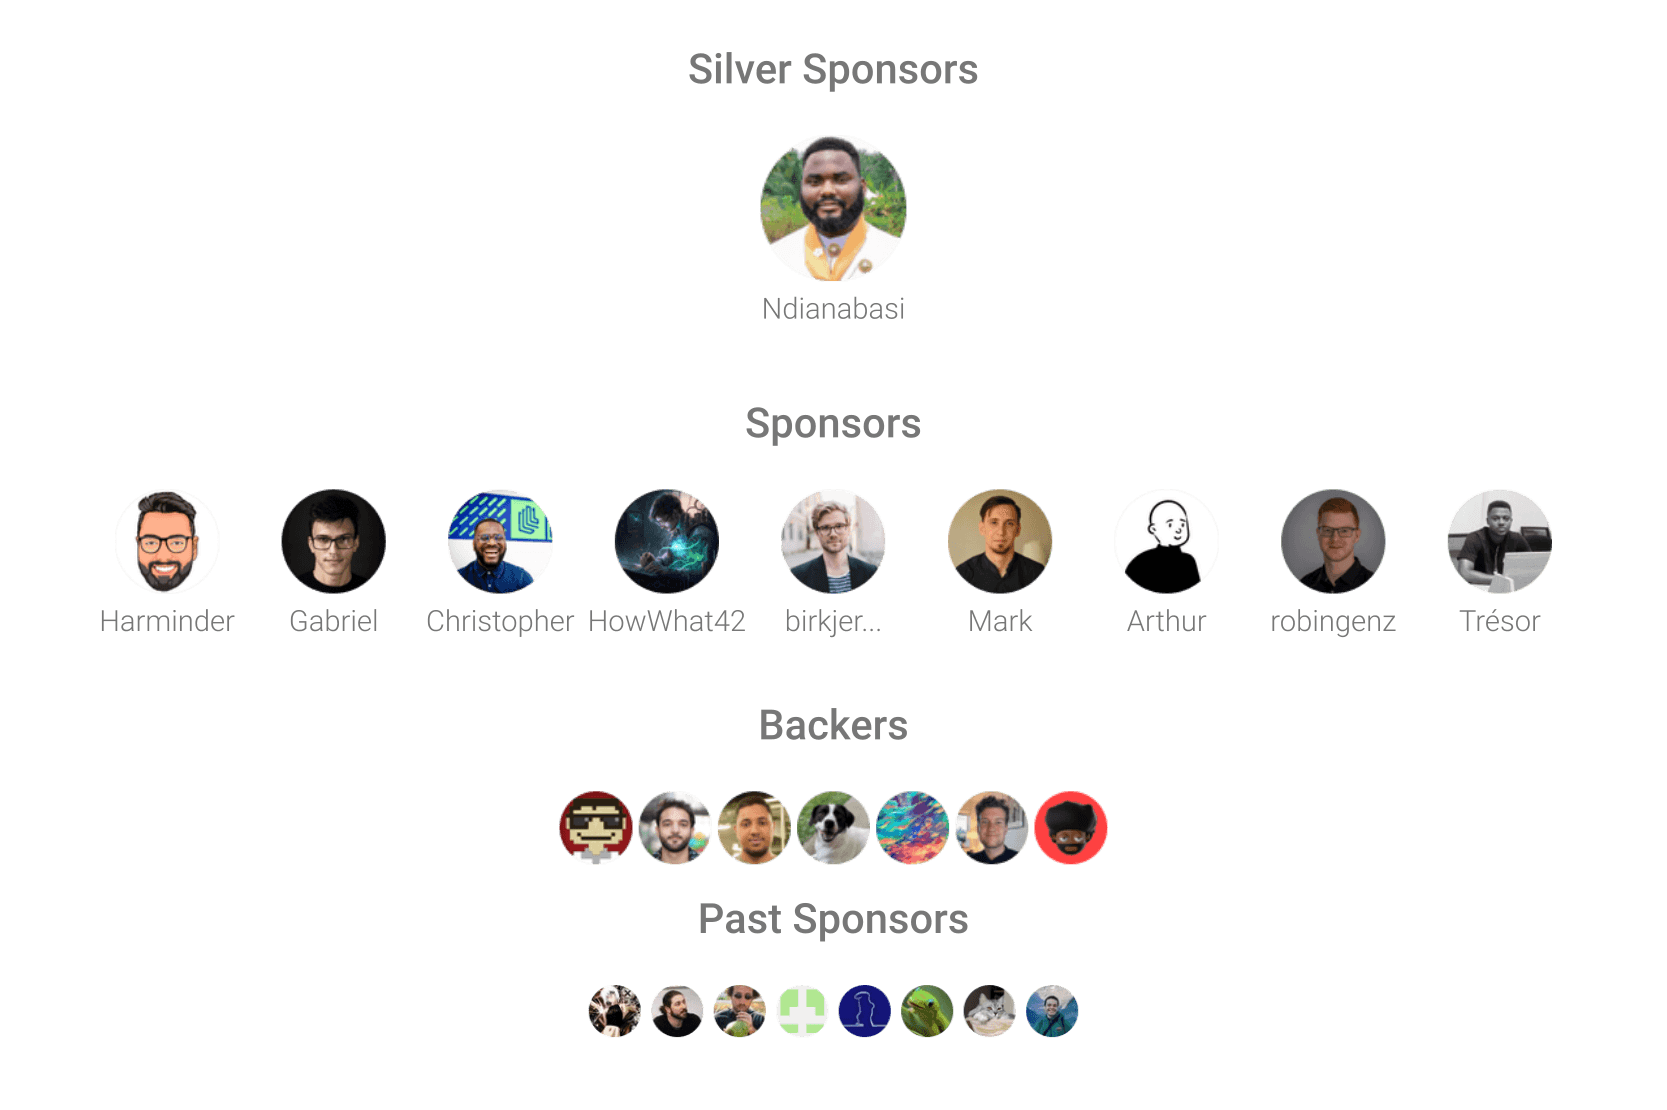 Silver Sponsors
Ndianabasi
Sponsors
Harminder Gabriel Christopher HowWhat42 birkjer... Mark Arthur robingenz Trésor
Backers
Past Sponsors